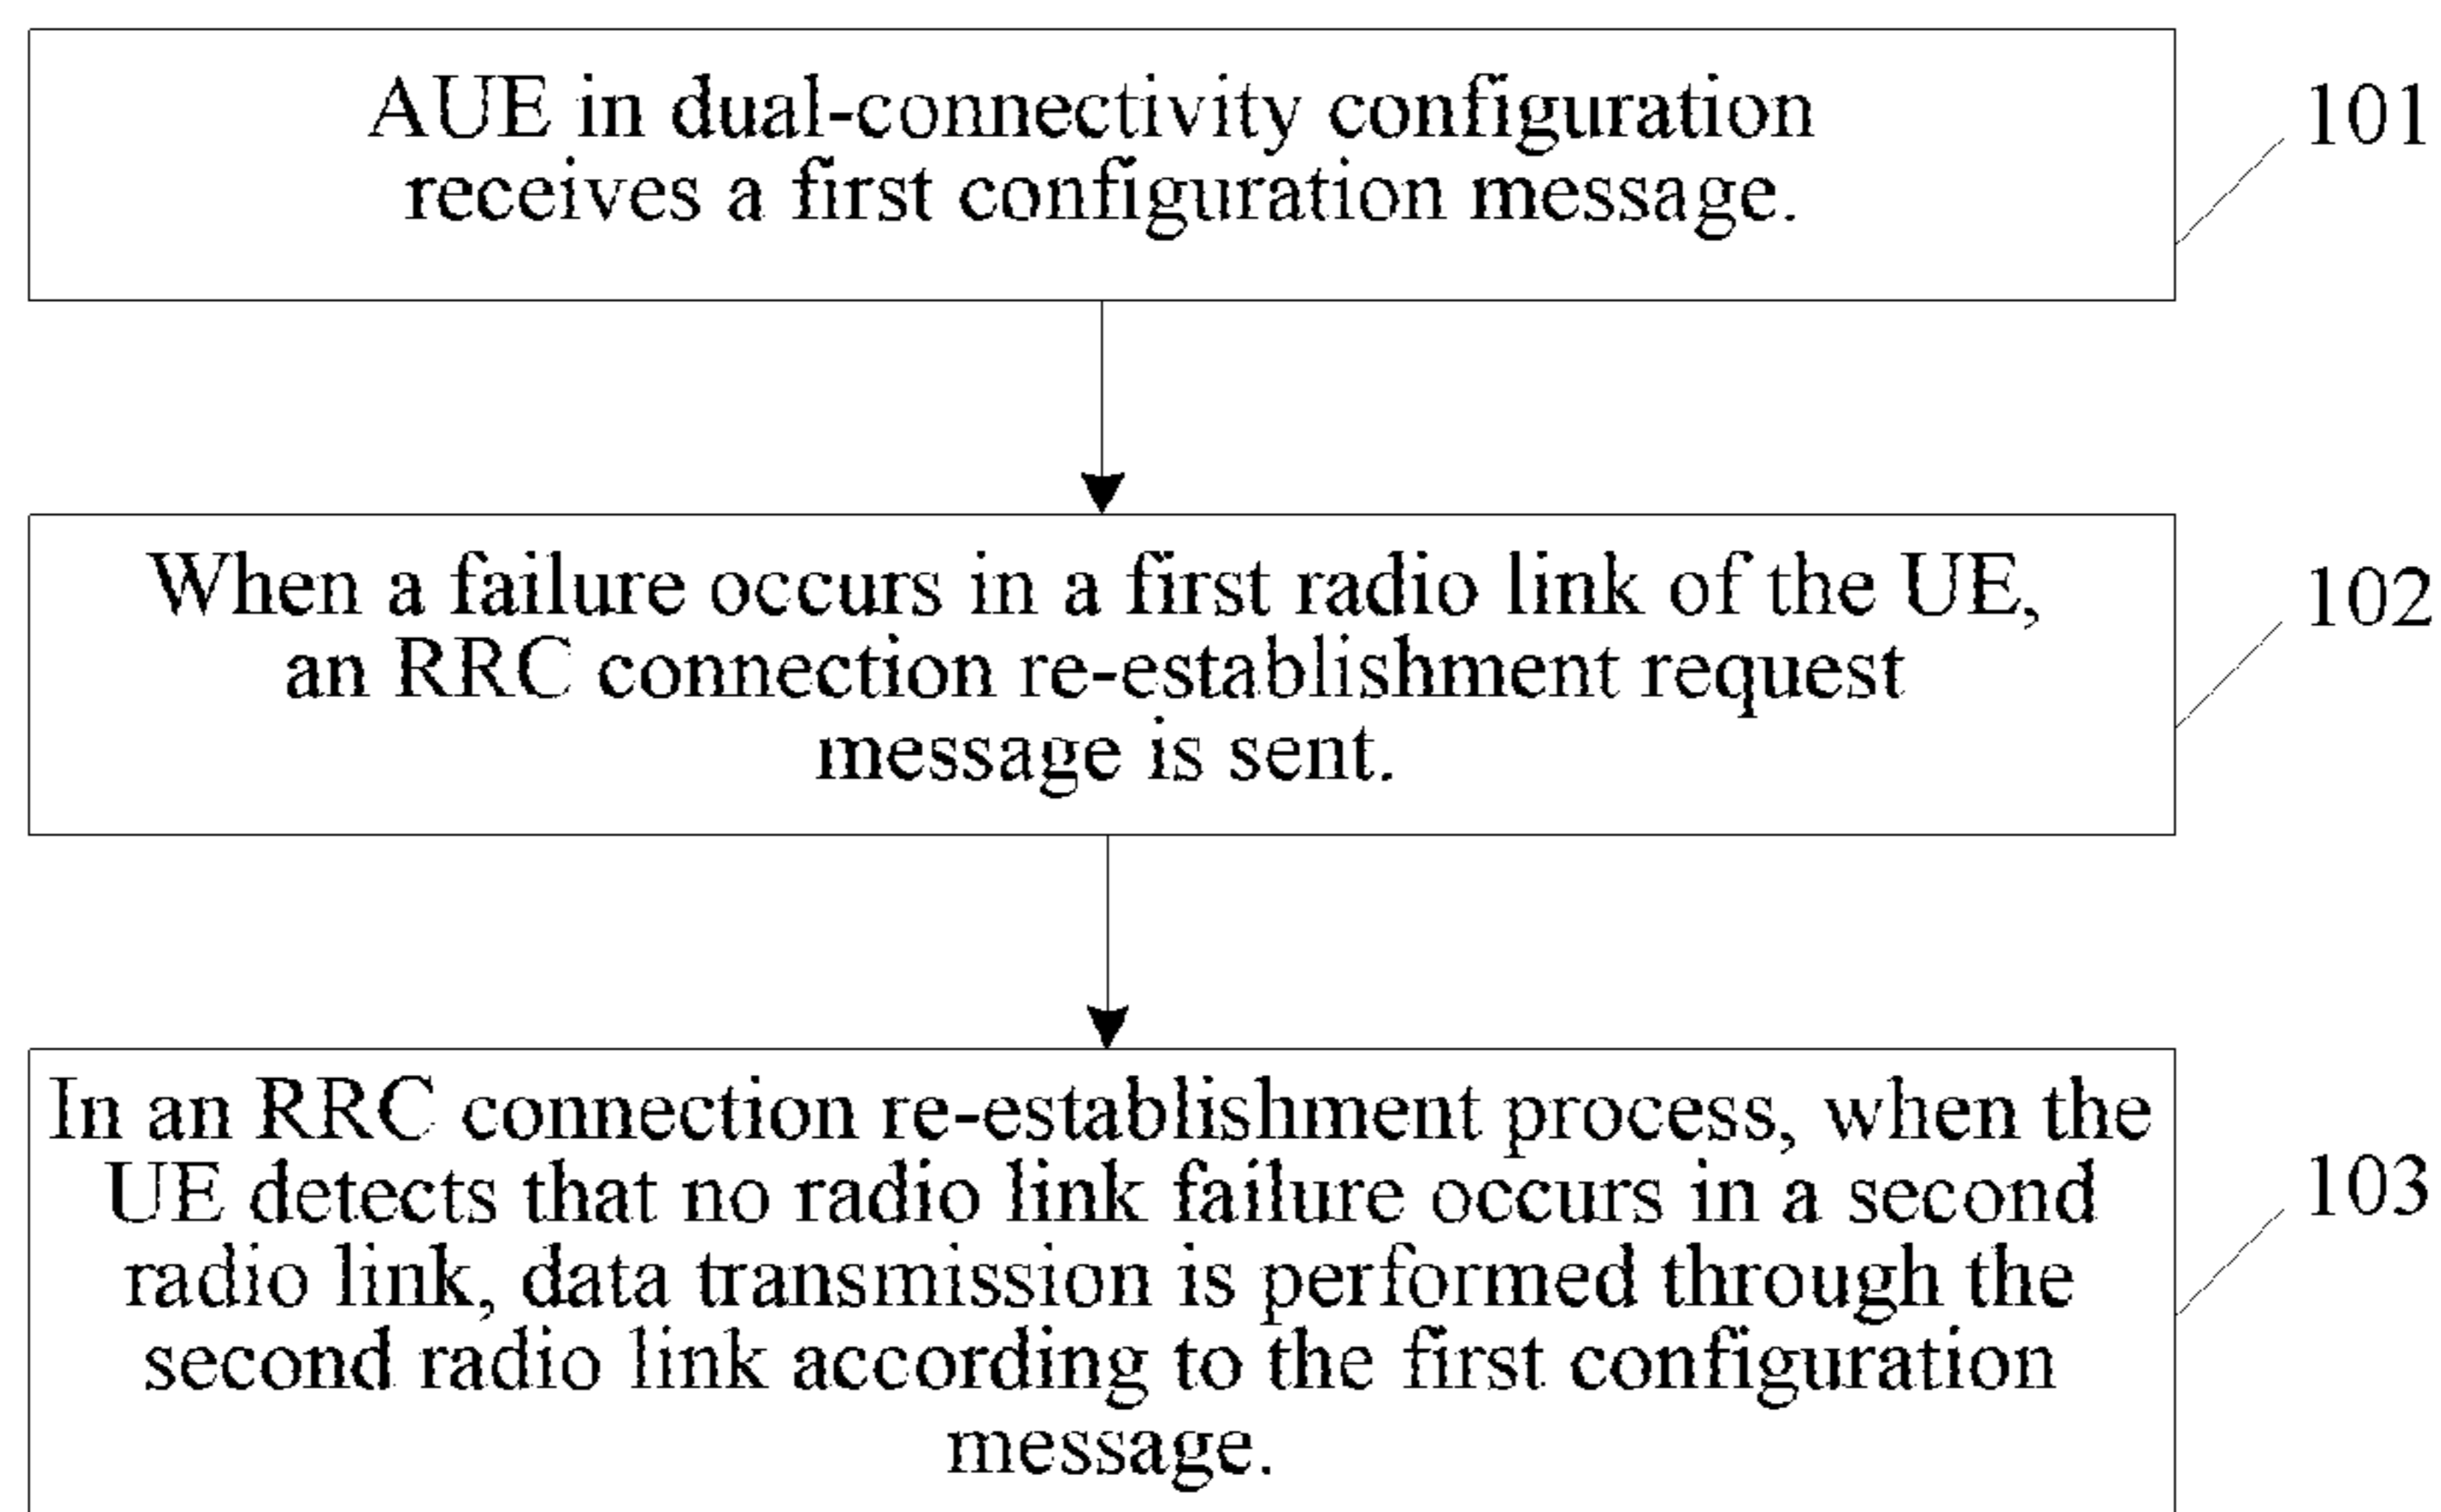 AUE in dual-connectivity configuration
receives a first configuration message.
101
When a failure occurs in a first radio link of the UE,
an RRC connection re-establishment request
message is sent.
102
In an RRC connection re-establishment process, when the
UE detects that no radio link failure occurs in a second
radio link, data transmission is performed through the
second radio link according to the first configuration
message.
103